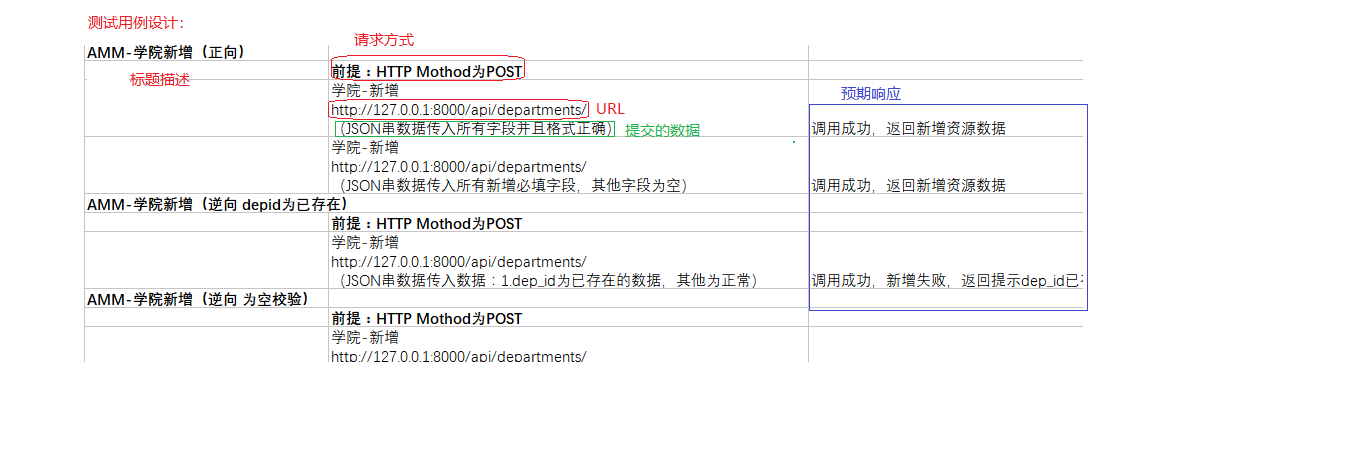 测试用例设计：
请求方式
AMM-学院新增（正向）
前提：HTTP Mothod为POST
标题描述
学院-新增
预期响应
http://127.0.0.1:8000/api/departments/ URL
（JSON串数据传入所有字段并且格式正确） 提交的数据 调用成功，返回新增资源数据
学院-新增
http://127.0.0.1:8000/api/departments/
（JSON串数据传入所有新增必填字段，其他字段为空） 调用成功，返回新增资源数据
AMM-学院新增（逆向 depid为已存在）
前提：HTTP Mothod为POST
学院-新增
http://127.0.0.1:8000/api/departments/
（JSON串数据传入数据：1.dep_id为已存在的数据，其他为正常） 调用成功，新增失败，返回提示dep_id已
AMM-学院新增（逆向 为空校验）
前提：HTTP Mothod为POST
学院-新增
http://127.0.0.1:8000/api/departments/